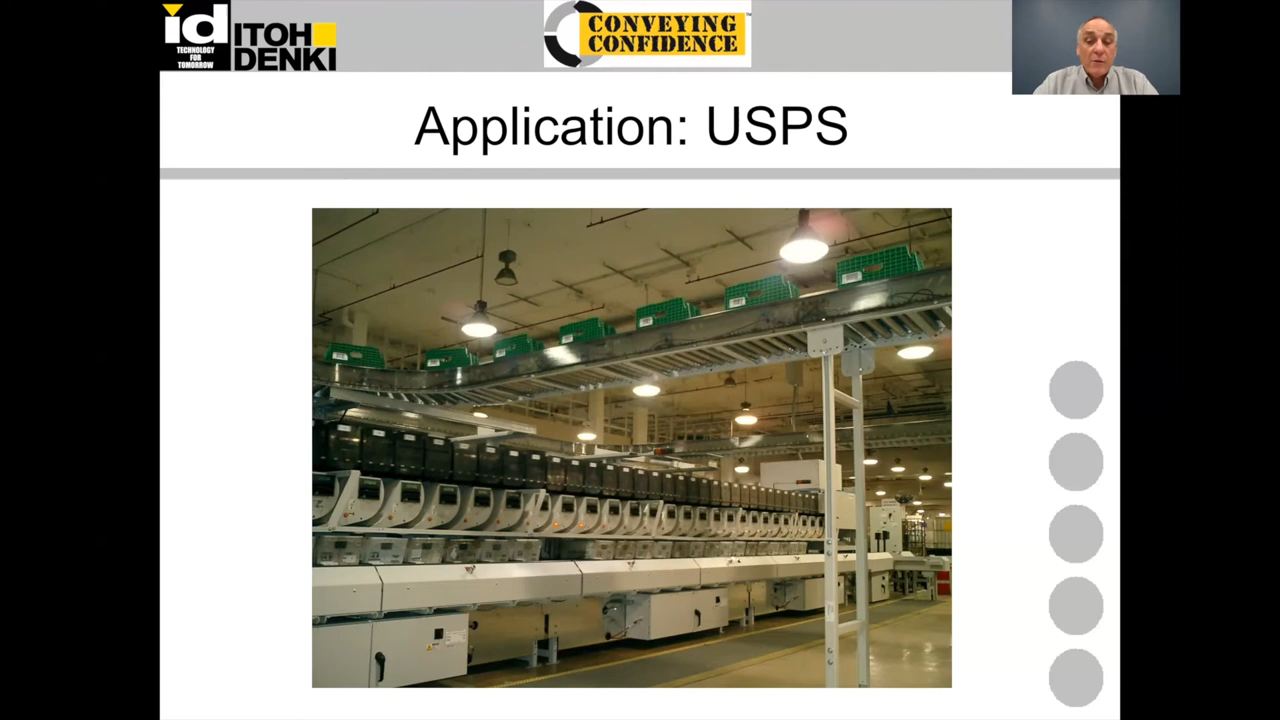 id
TECHNOLOGY
FOR
TOMORROW
ITOH
DENKI
CONVEYING
CONFIDENCE
Application: USPS